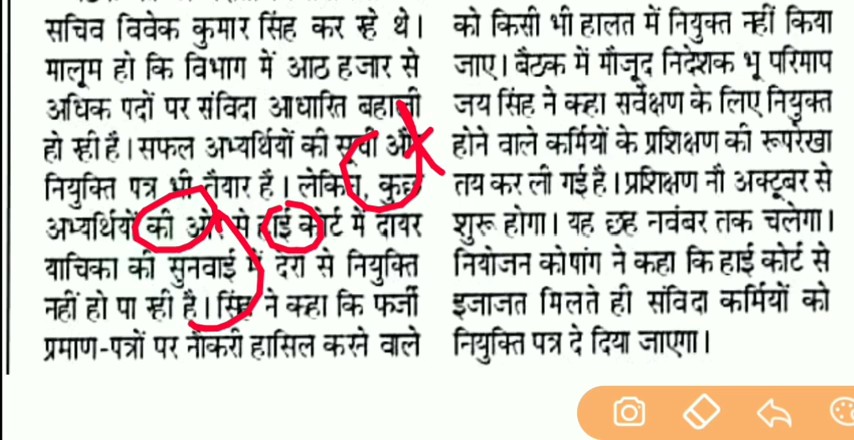 सचिव विवेक कुमार सिंह कर रहे थे।
मालूम हो कि विभाग में आठ हजार से
अधिक पदों पर संविदा आधारित बहाली
हो रही है। सफल अभ्यर्थियों की सूची और
नियुक्ति पत्र भी तैयार है। लेकिन, कुछ
अभ्यर्थियों की ओर से हाई कोर्ट में दायर
याचिका की सुनवाई में देरी से नियुक्ति
नहीं हो पा रही है। सिंह ने कहा कि फर्जी
प्रमाण-पत्रों पर नौकरी हासिल करने वाले
को किसी भी हालत में नियुक्त नहीं किया
जाए। बैठक में मौजूद निदेशक भू परिमाप
जय सिंह ने कहा सर्वेक्षण के लिए नियुक्त
होने वाले कर्मियों के प्रशिक्षण की रूपरेखा
तय कर ली गई है। प्रशिक्षण नौ अक्टूबर से
शुरू होगा। यह छह नवंबर तक चलेगा।
नियोजन कोषांग ने कहा कि हाई कोर्ट से
इजाजत मिलते ही संविदा कर्मियों को
नियुक्ति पत्र दे दिया जाएगा।